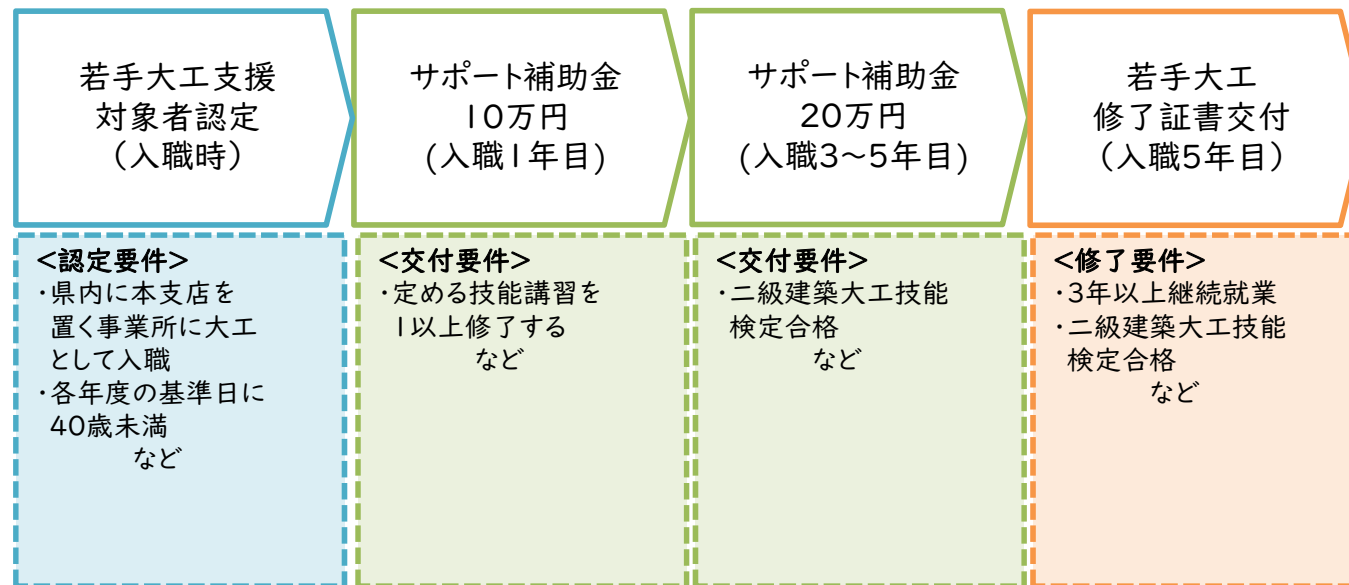 若手大工支援
対象者認定
（入職時）
サポート補助金
10万円
(入職1年目)
サポート補助金
20万円
(入職3～5年目)
若手大工
修了証書交付
（入職5年目）
<認定要件>
・県内に本支店を
置く事業所に大工
として入職
・各年度の基準日に
40歳未満
など
<交付要件>
・定める技能講習を
1以上修了する
など
<交付要件>
・二級建築大工技能
検定合格
など
<修了要件>
・3年以上継続就業
・二級建築大工技能
検定合格
など